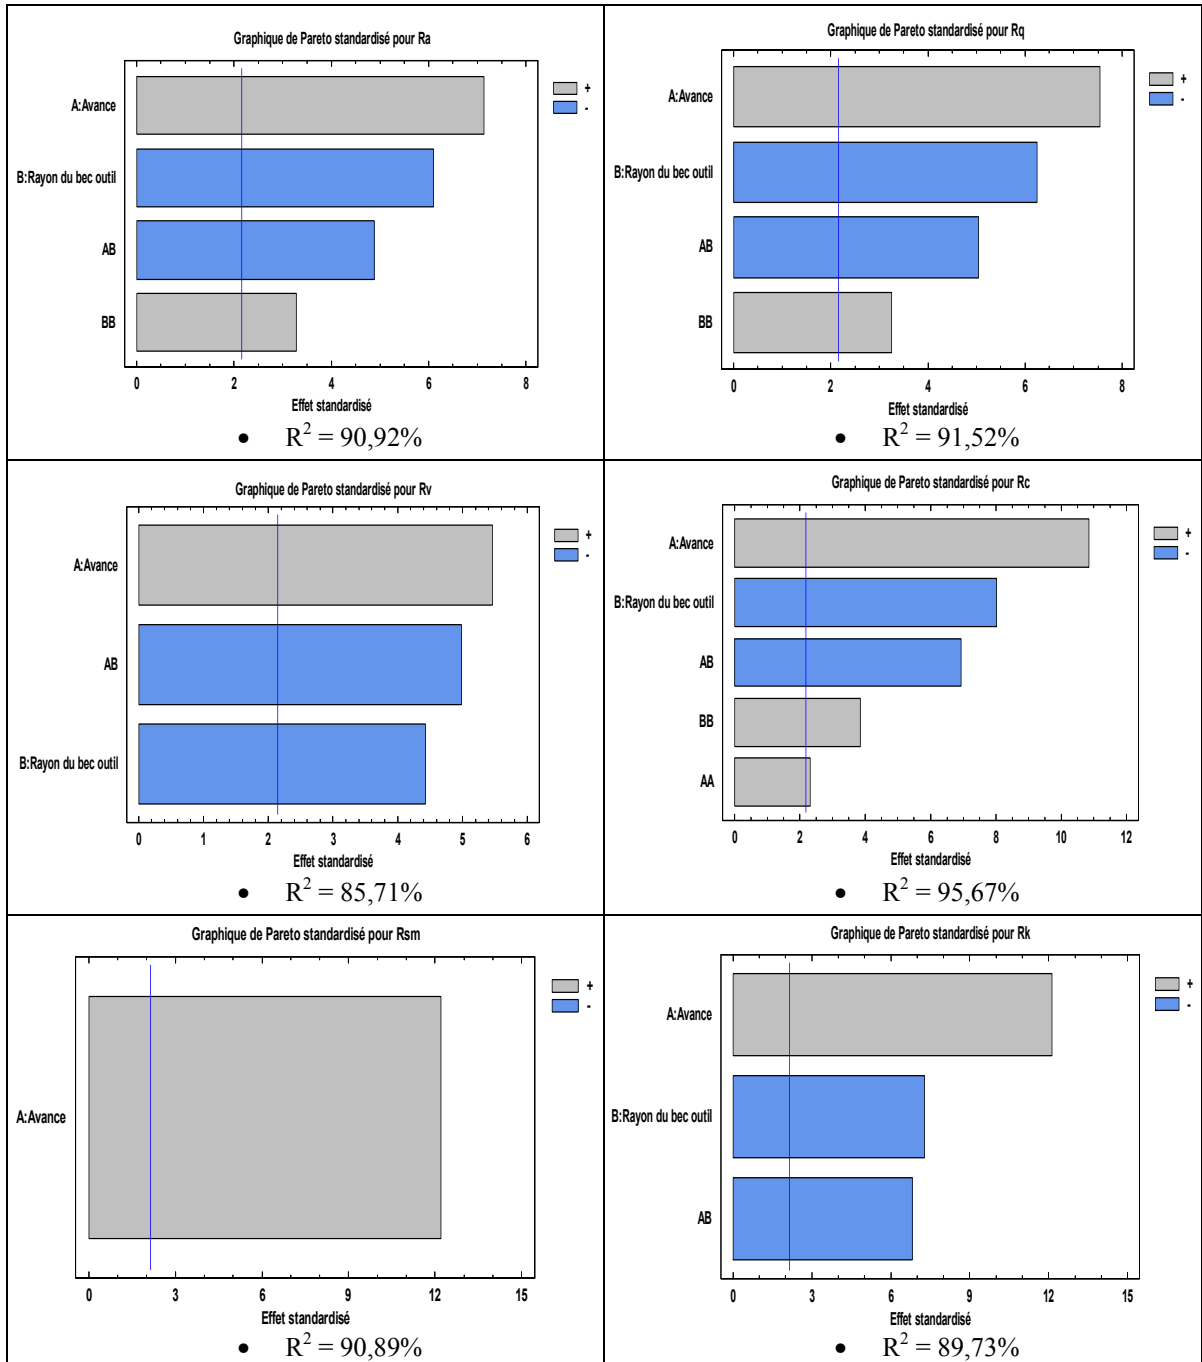 Graphique de Pareto standardisé pour Ra
A:Avance
B:Rayon du bec outil
AB
BB
+
-
0 2 4 6 8
Effet standardisé
• R² = 90,92%
Graphique de Pareto standardisé pour Rq
A:Avance
B:Rayon du bec outil
AB
BB
+
-
0 2 4 6 8
Effet standardisé
• R² = 91,52%
Graphique de Pareto standardisé pour Rv
A:Avance
AB
B:Rayon du bec outil
+
-
0 1 2 3 4 5 6
Effet standardisé
• R² = 85,71%
Graphique de Pareto standardisé pour Rc
A:Avance
B:Rayon du bec outil
AB
BB
AA
+
-
0 2 4 6 8 10 12
Effet standardisé
• R² = 95,67%
Graphique de Pareto standardisé pour Rsm
A:Avance
+
-
0 3 6 9 12 15
Effet standardisé
• R² = 90,89%
Graphique de Pareto standardisé pour Rk
A:Avance
B:Rayon du bec outil
AB
+
-
0 3 6 9 12 15
Effet standardisé
• R² = 89,73%